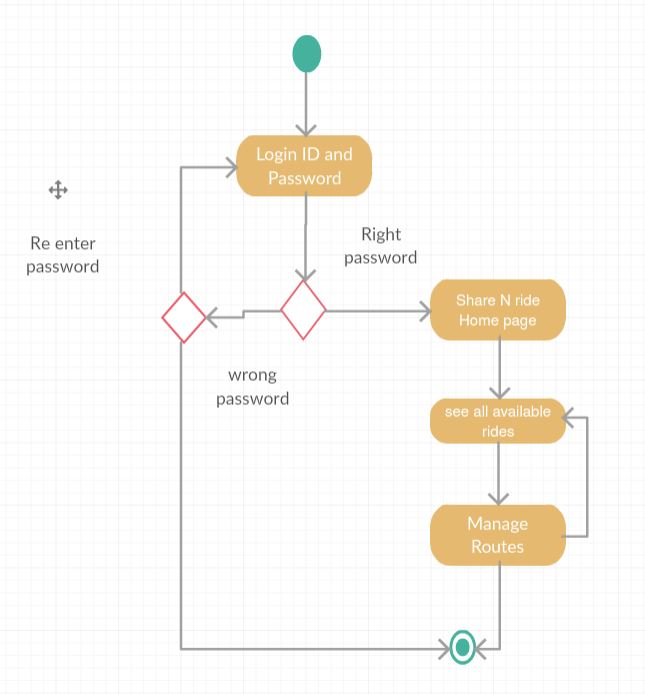 Login ID and
Password
Right
password
Re enter
password
Share N ride
Home page
wrong
password
see all available
rides
Manage
Routes